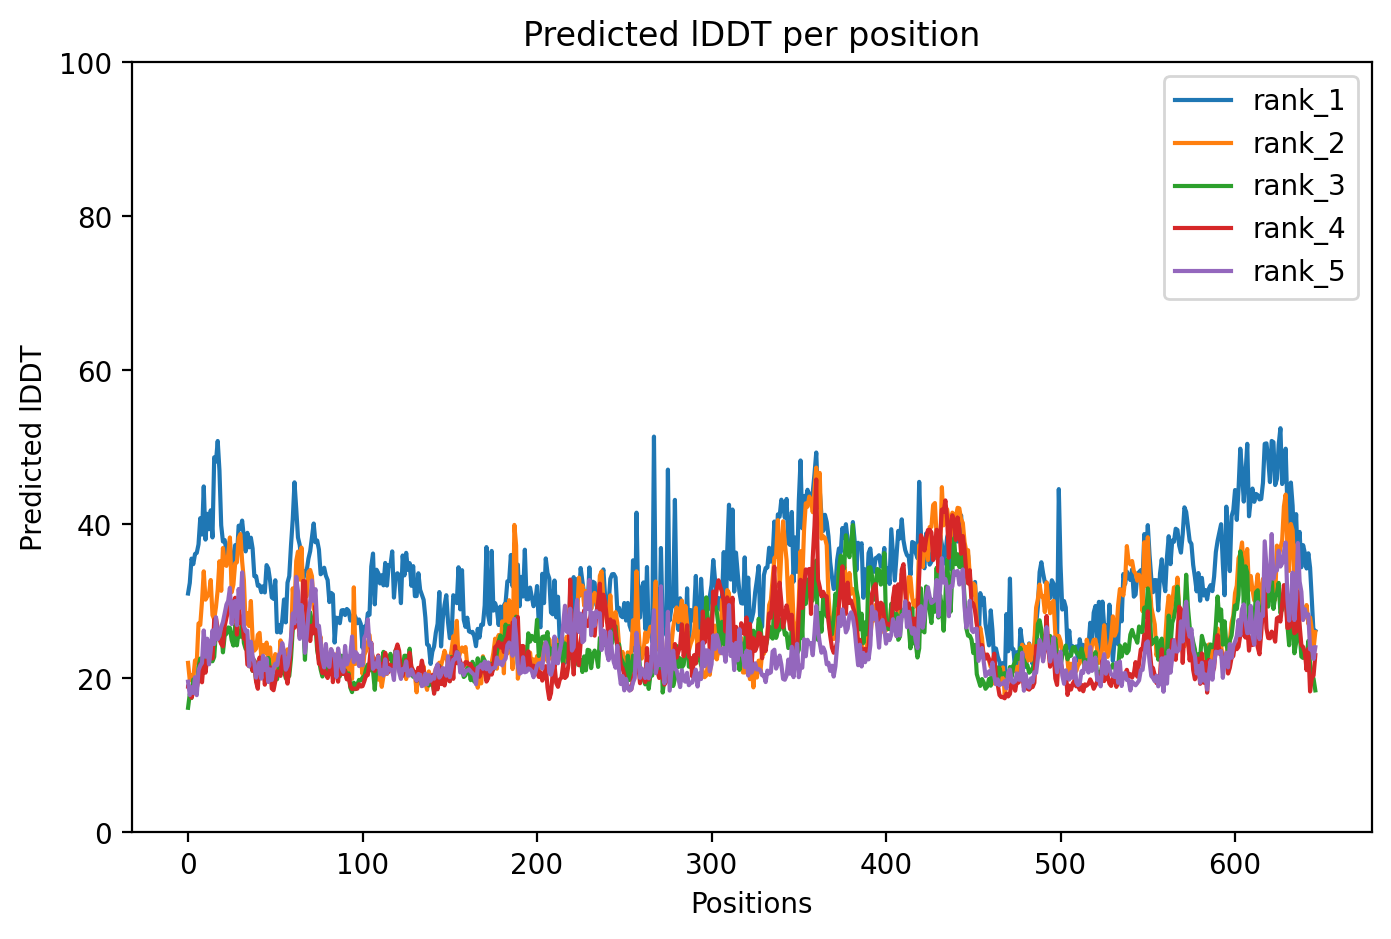 Predicted lDDT per position
100
80
60
40
20
0
Predicted lDDT
0 100 200 300 400 500 600
Positions
rank_1
rank_2
rank_3
rank_4
rank_5